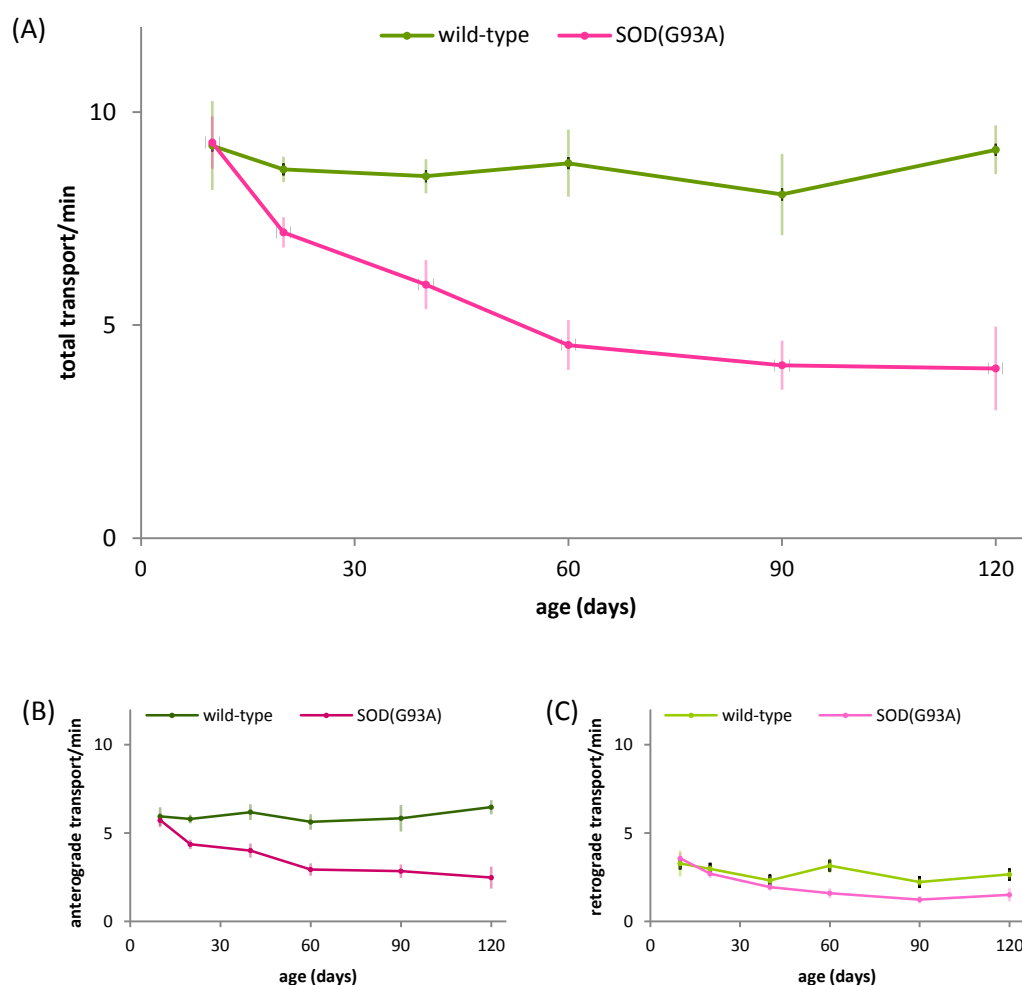 (A)
wild-type SOD(G93A)
total transport/min
10
5
0
0 30 60 90 120
age (days)
(B)
wild-type SOD(G93A)
anterograde transport/min
10
5
0
0 30 60 90 120
age (days)
(C)
wild-type SOD(G93A)
retrograde transport/min
10
5
0
0 30 60 90 120
age (days)